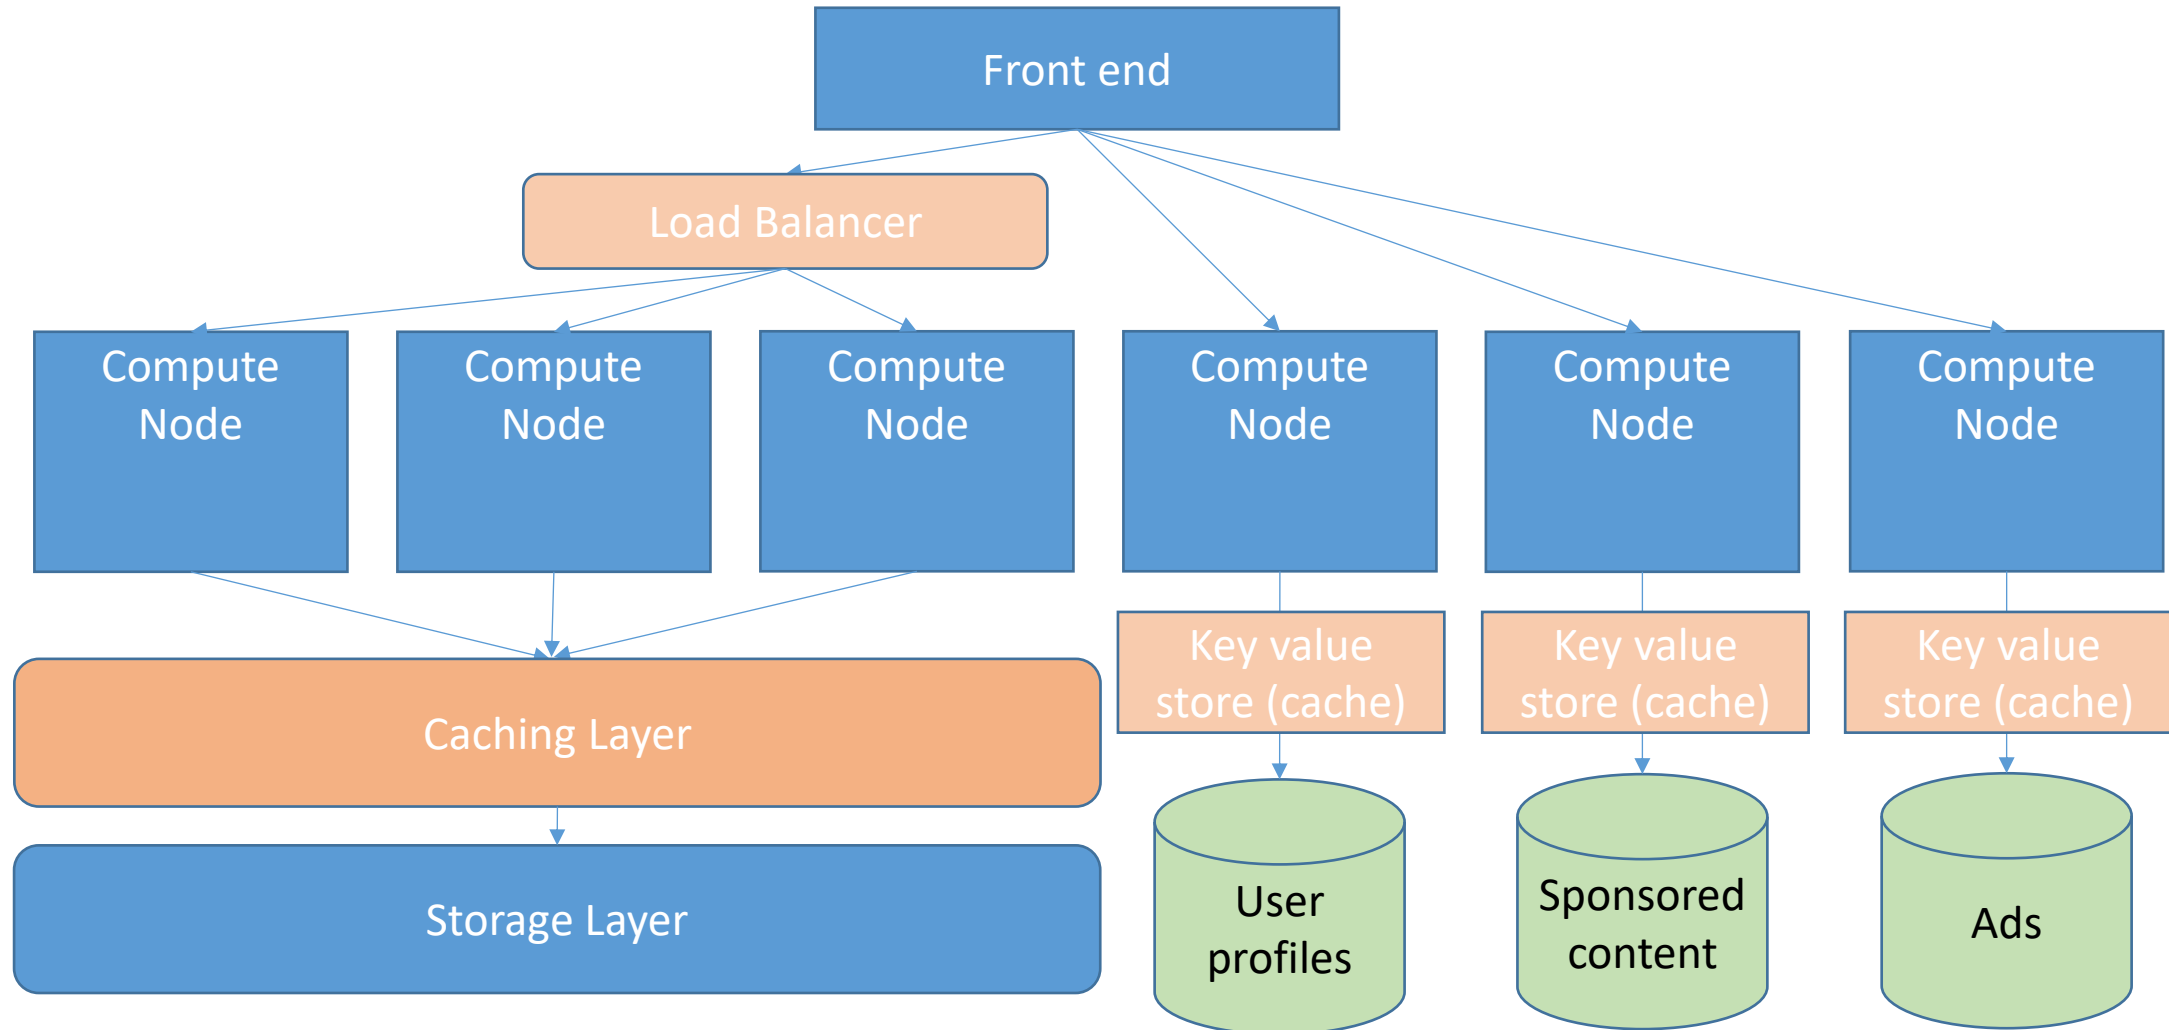 Front end
Load Balancer
Compute
Node
Compute
Node
Compute
Node
Compute
Node
Compute
Node
Compute
Node
Key value
store (cache)
Key value
store (cache)
Key value
store (cache)
Caching Layer
Storage Layer
User
profiles
Sponsored
content
Ads